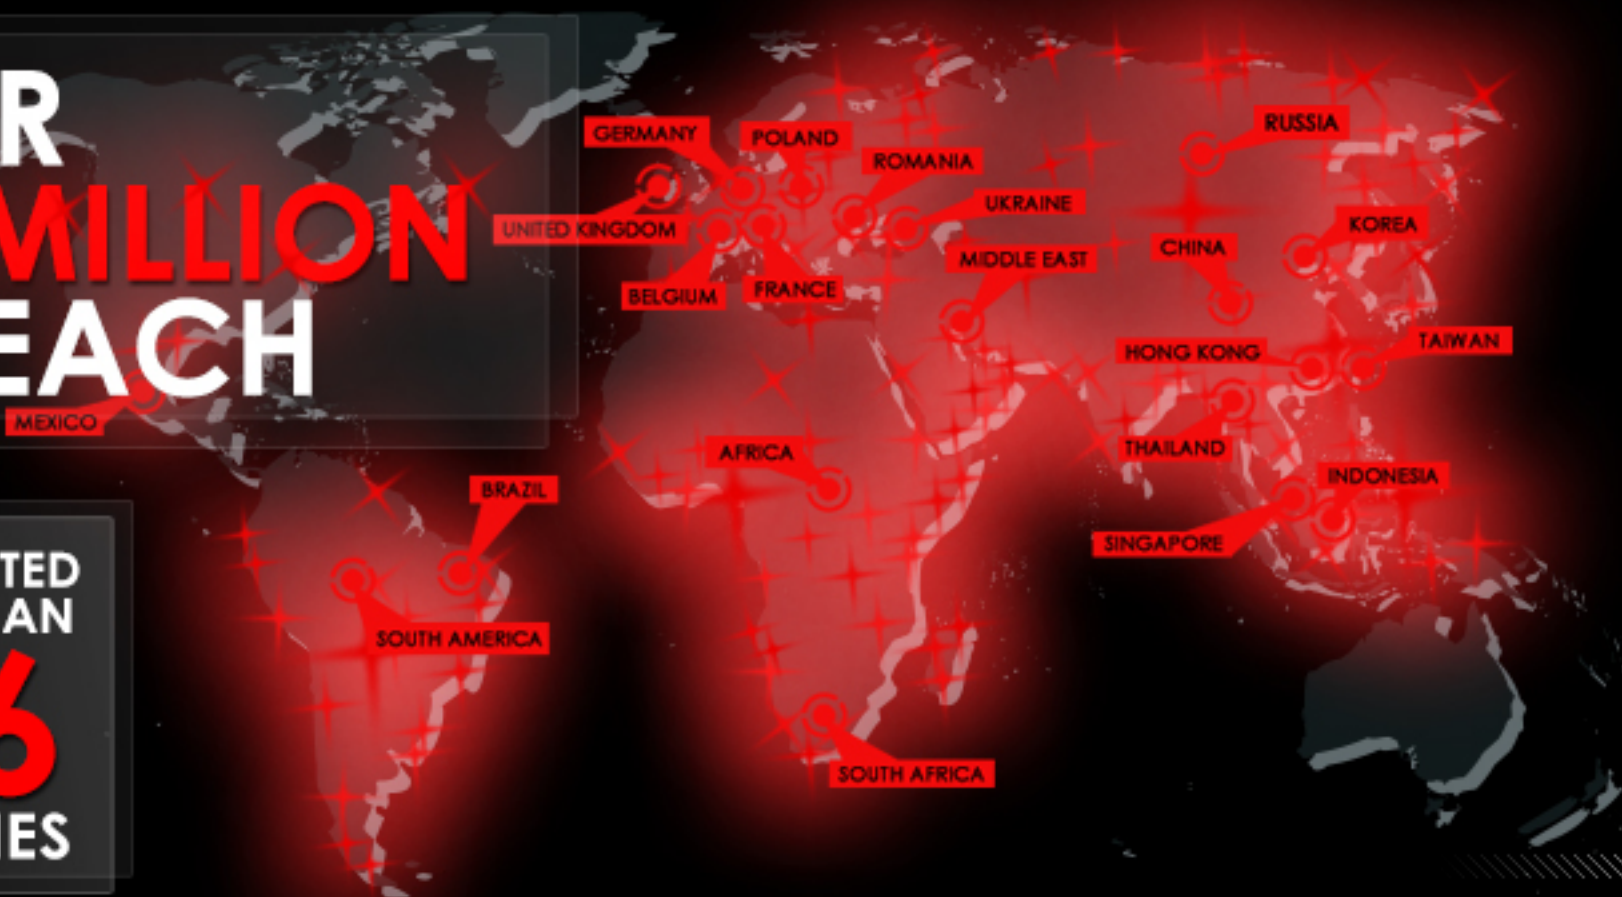 R
MILLION
EACH
TED
AN
6
IES
GERMANY
POLAND
ROMANIA
RUSSIA
UNITED KINGDOM
UKRAINE
KOREA
BELGIUM
FRANCE
MIDDLE EAST
CHINA
HONG KONG
TAIWAN
MEXICO
AFRICA
THAILAND
BRAZIL
INDONESIA
SINGAPORE
SOUTH AMERICA
SOUTH AFRICA